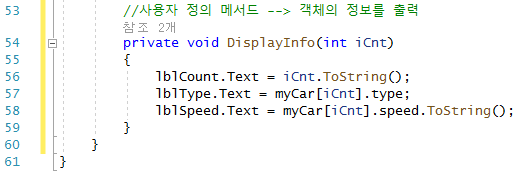 53 //사용자 정의 메서드 --> 객체의 정보를 출력
참조 2개
54 private void DisplayInfo(int iCnt)
55 {
56 lblCount.Text = iCnt.ToString();
57 lblType.Text = myCar[iCnt].type;
58 lblSpeed.Text = myCar[iCnt].speed.ToString();
59 }
60 }
61 }